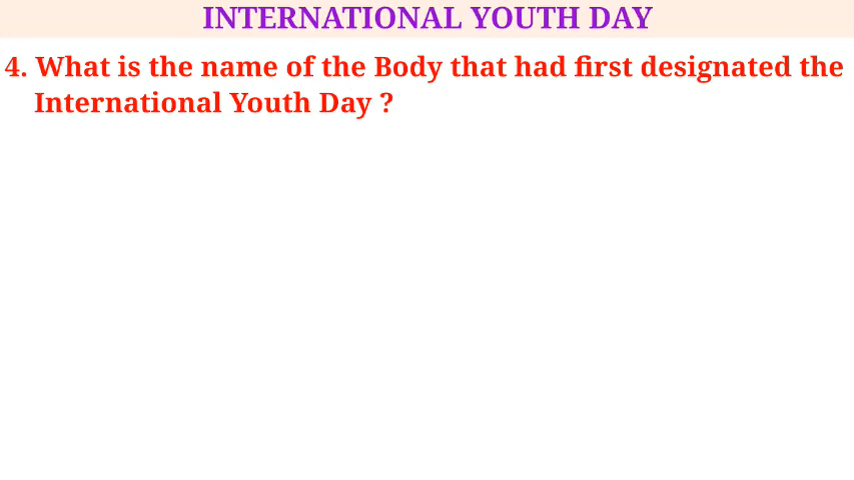 INTERNATIONAL YOUTH DAY
4. What is the name of the Body that had first designated the
International Youth Day ?